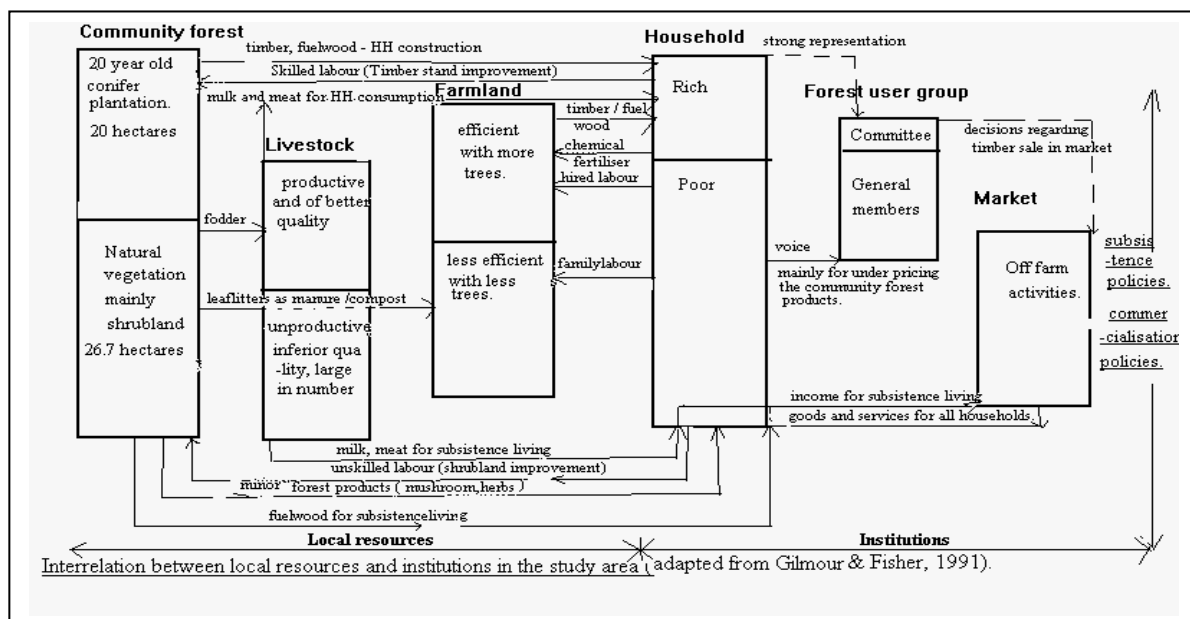 Community forest
20 year old
conifer
plantation.
20 hectares
Natural
vegetation
mainly
shrubland
26.7 hectares
timber, fuelwood - HH construction
Skilled labour (Timber stand improvement)
milk and meat for HH consumption
Livestock
productive
and of better
quality
unproductive
inferior qua
-lity, large
in number
fodder
leaflitters as manure /compost
Farmland
efficient
with more
trees.
less efficient
with less
trees.
timber / fuel
wood
chemical
fertiliser
hired labour
familylabour
Household
Rich
Poor
strong representation
Forest user group
Committee
General
members
voice
mainly for under pricing
the community forest
products.
decisions regarding
timber sale in market
Market
Off farm
activities.
subsis
-tence
policies.
commer
-cialisation
policies.
income for subsistence living
goods and services for all households.
milk, meat for subsistence living
unskilled labour (shrubland improvement)
minor forest products ( mushroom,herbs )
fuelwood for subsistenceliving
Local resources
Institutions
Interrelation between local resources and institutions in the study area (adapted from Gilmour & Fisher, 1991).